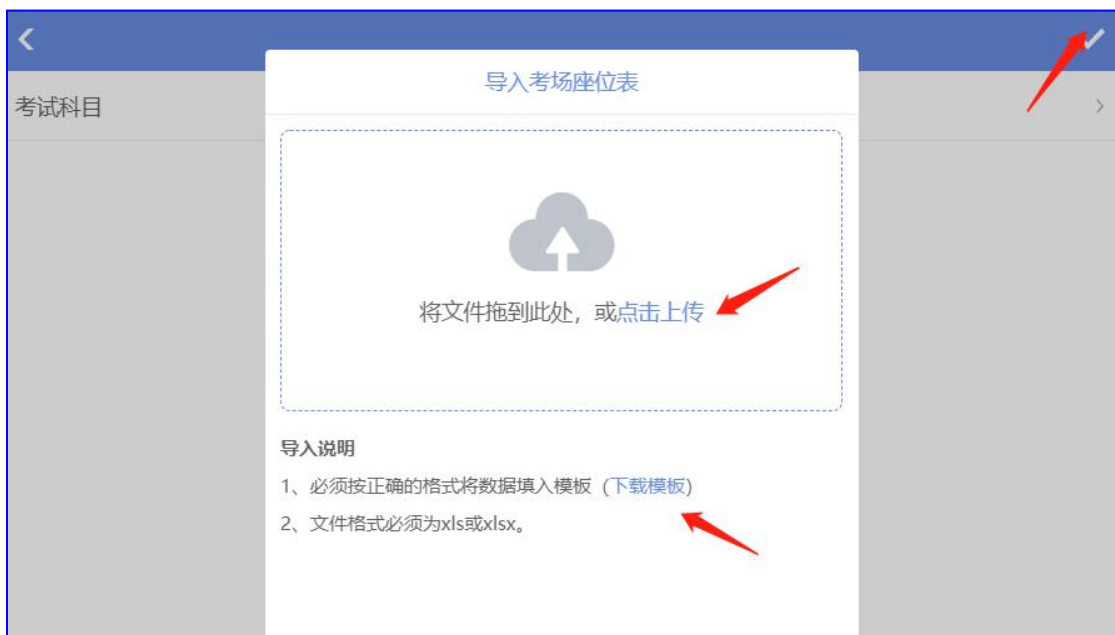 导入考场座位表
考试科目
将文件拖到此处，或点击上传
导入说明
1、必须按正确的格式将数据填入模板（下载模板）
2、文件格式必须为xls或xlsx。